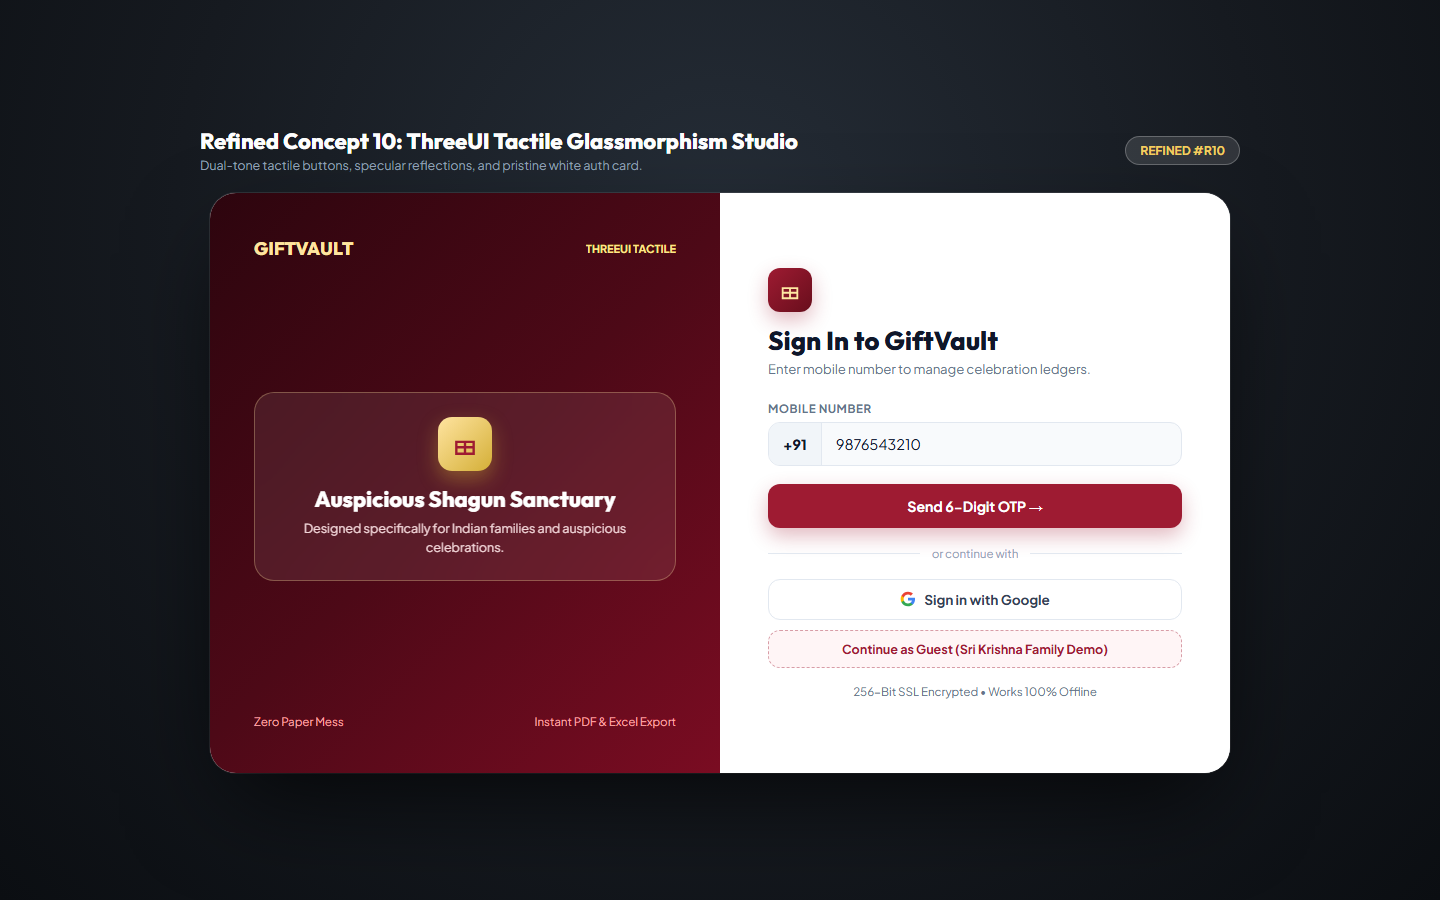 Refined Concept 10: ThreeUI Tactile Glassmorphism Studio
Dual-tone tactile buttons, specular reflections, and pristine white auth card.
REFINED #R10
GIFTVAULT
THREEUI TACTILE
Auspicious Shagun Sanctuary
Designed specifically for Indian families and auspicious
celebrations.
Zero Paper Mess
Instant PDF & Excel Export
Sign In to GiftVault
Enter mobile number to manage celebration ledgers.
MOBILE NUMBER
+91
9876543210
Send 6-Digit OTP →
or continue with
Sign in with Google
Continue as Guest (Sri Krishna Family Demo)
256-Bit SSL Encrypted • Works 100% Offline